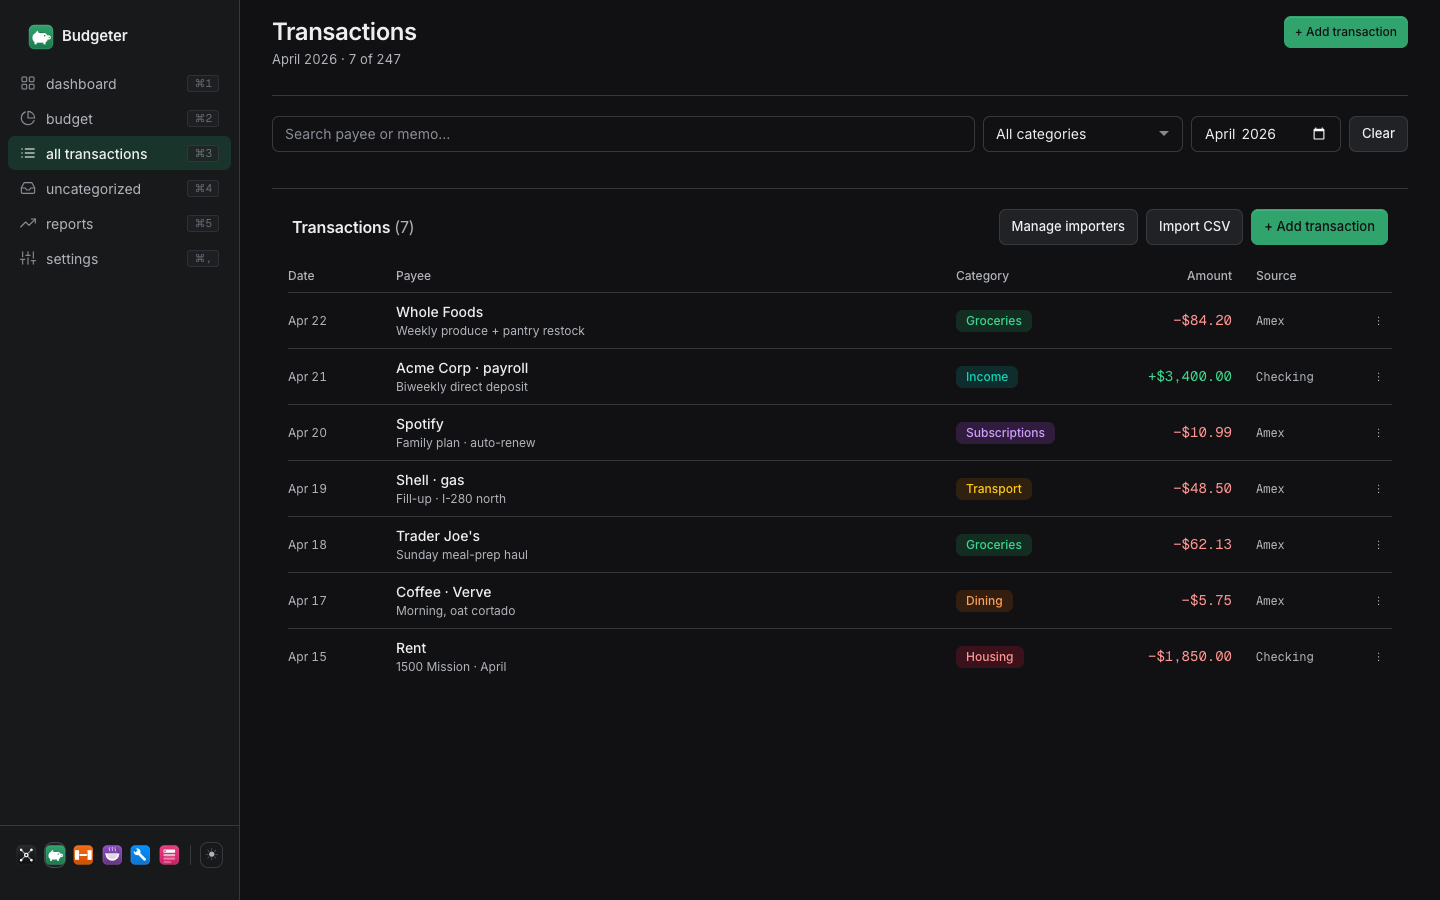 Budgeter
dashboard ⌘1
budget ⌘2
all transactions ⌘3
uncategorized ⌘4
reports ⌘5
settings ⌘,
Transactions
April 2026 · 7 of 247
+ Add transaction
Search payee or memo...
All categories
April 2026
Clear
Transactions (7)
Manage importers
Import CSV
+ Add transaction
Date Payee Category Amount Source
Apr 22 Whole Foods Groceries −$84.20 Amex
Weekly produce + pantry restock
Apr 21 Acme Corp · payroll Income +$3,400.00 Checking
Biweekly direct deposit
Apr 20 Spotify Subscriptions −$10.99 Amex
Family plan · auto-renew
Apr 19 Shell · gas Transport −$48.50 Amex
Fill-up · I-280 north
Apr 18 Trader Joe's Groceries −$62.13 Amex
Sunday meal-prep haul
Apr 17 Coffee · Verve Dining −$5.75 Amex
Morning, oat cortado
Apr 15 Rent Housing −$1,850.00 Checking
1500 Mission · April